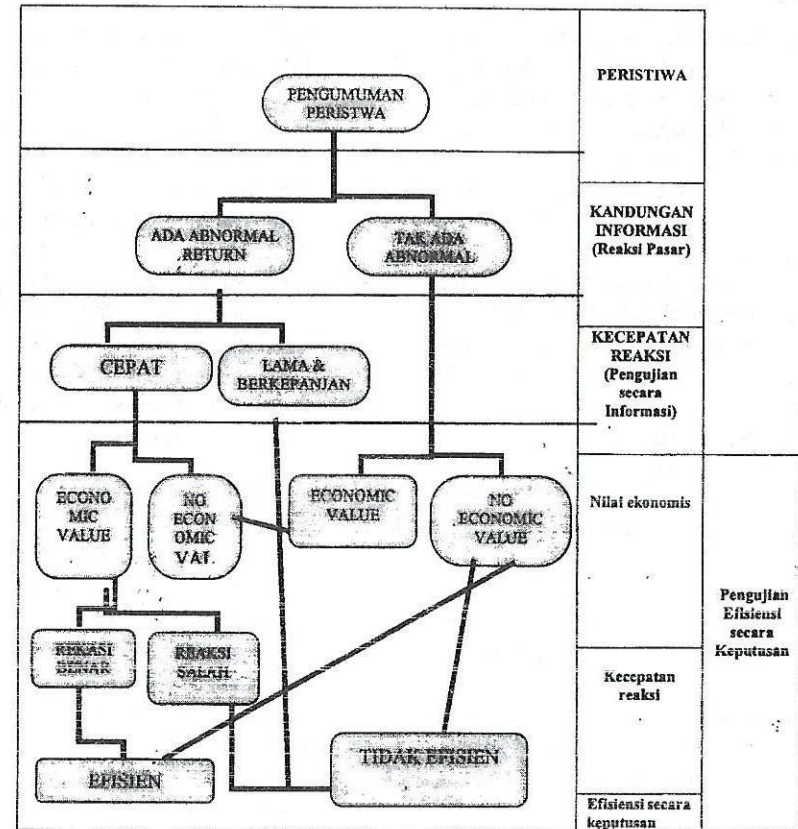 PENGUMUMAN
PERISTWA
PERISTIWA
ADA ABNORMAL
RETURN
TAK ADA
ABNORMAL
KANDUNGAN
INFORMASI
(Reaksi Pasar)
CEPAT
LAMA &
BERKEPANJAN
KECEPATAN
REAKSI
(Pengujian
secara
Informasi)
ECONO
MIC
VALUE
NO
ECON
OMIC
VAI
ECONOMIC
VALUE
NO
ECONOMIC
VALUE
Nilai ekonomis
Pengujian
Efisiensi
secara
Keputusan
REKASI
BENAR
REAKSI
SALAH
Kecepatan
reaksi
EFISIEN
TIDAK EFISIEN
Efisiensi secara
keputusan